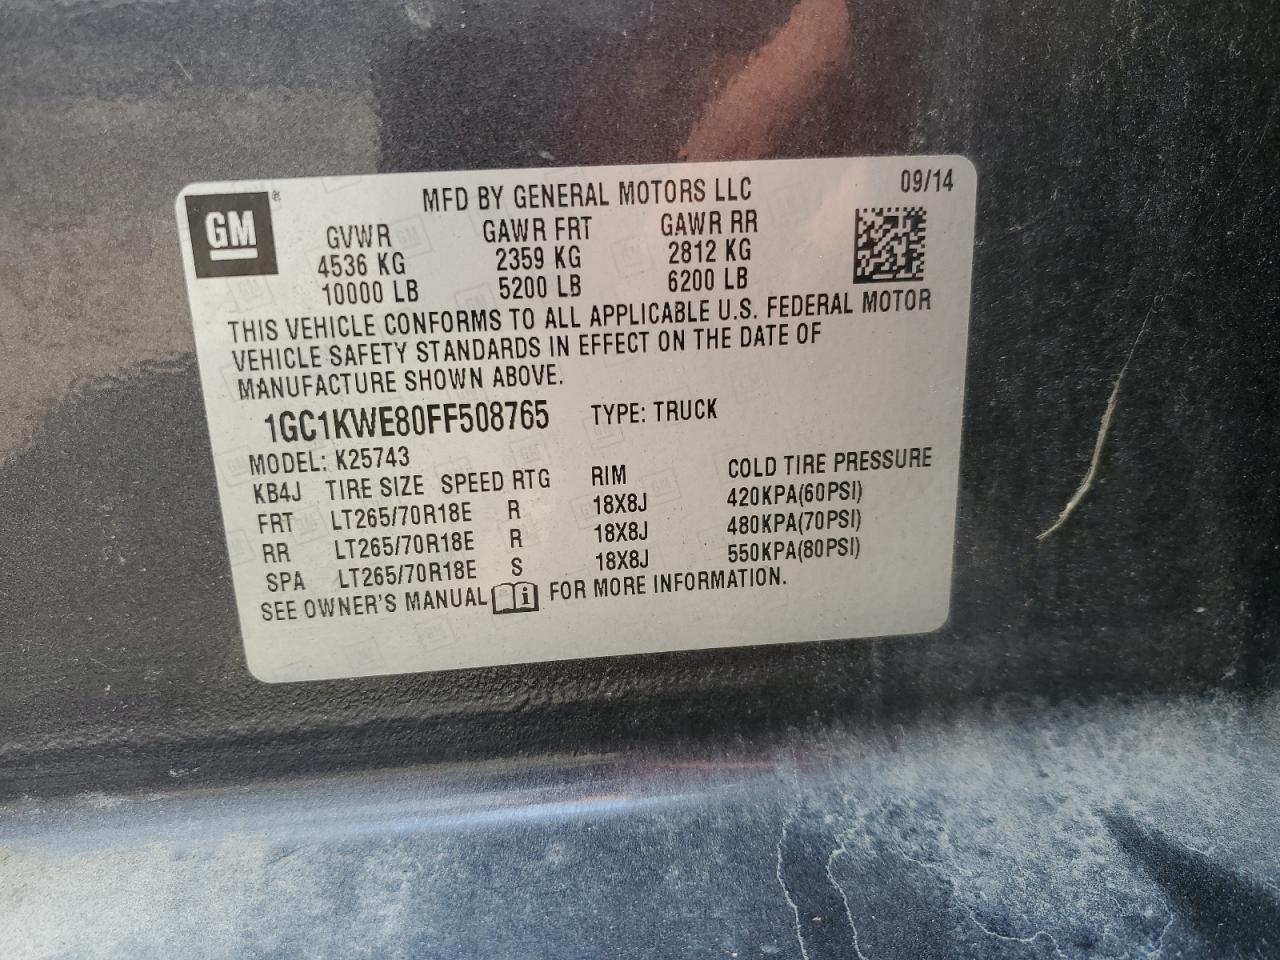 GM ®
MFD BY GENERAL MOTORS LLC 09/14
GVWR GAWR FRT GAWR RR
4536 KG 2359 KG 2812 KG
10000 LB 5200 LB 6200 LB
THIS VEHICLE CONFORMS TO ALL APPLICABLE U.S. FEDERAL MOTOR
VEHICLE SAFETY STANDARDS IN EFFECT ON THE DATE OF
MANUFACTURE SHOWN ABOVE.
1GC1KWE80FF508765 TYPE: TRUCK
MODEL: K25743
KB4J TIRE SIZE SPEED RTG RIM COLD TIRE PRESSURE
FRT LT265/70R18E R 18X8J 420KPA(60PSI)
RR LT265/70R18E R 18X8J 480KPA(70PSI)
SPA LT265/70R18E S 18X8J 550KPA(80PSI)
SEE OWNER'S MANUAL i FOR MORE INFORMATION.